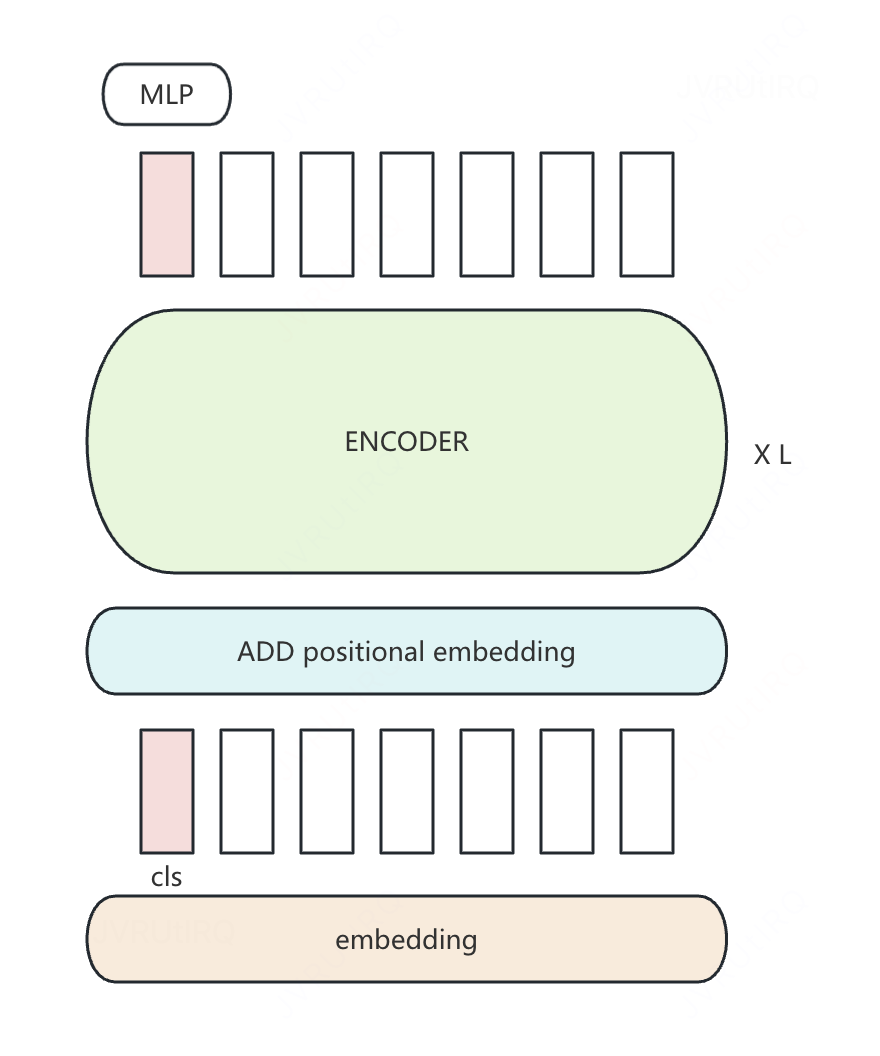 MLP
ENCODER
X L
ADD positional embedding
cls
embedding